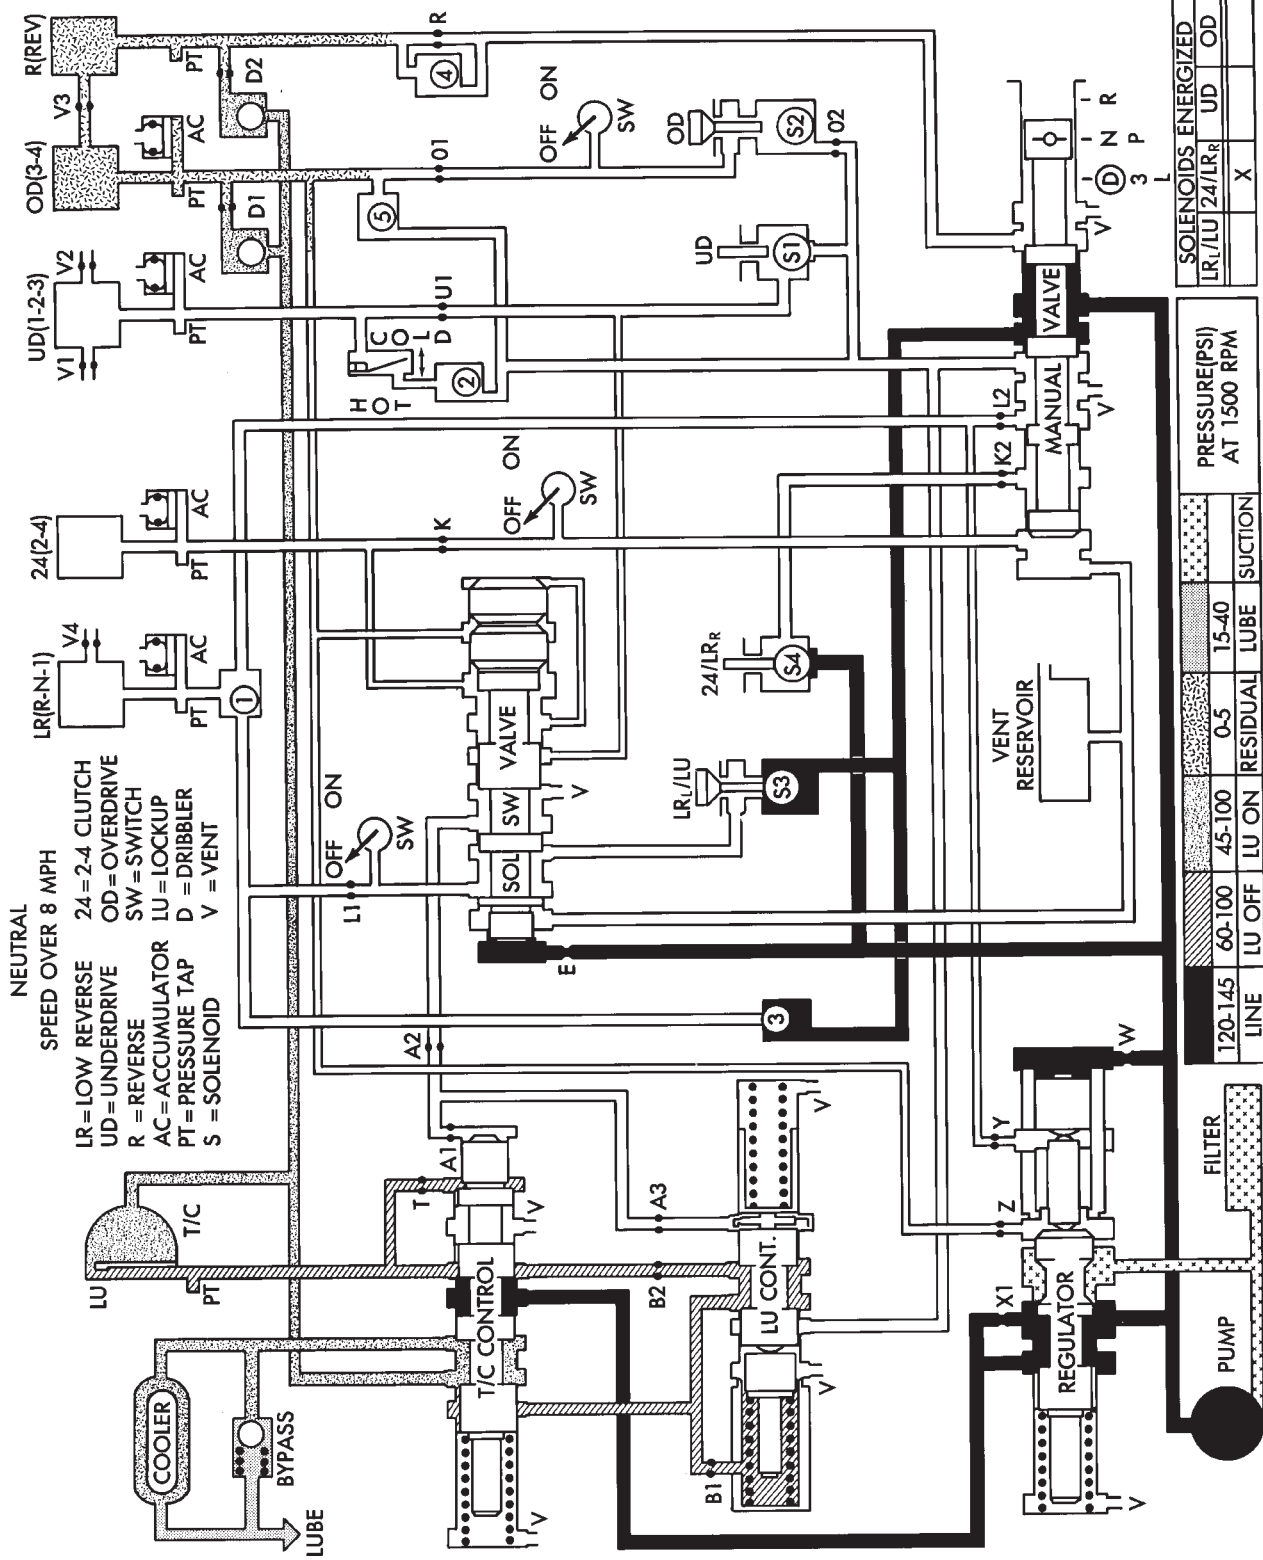 NEUTRAL
SPEED OVER 8 MPH
LR=LOW REVERSE 24=2-4 CLUTCH
UD=UNDERDRIVE OD=OVERDRIVE
R =REVERSE SW=SWITCH
AC=ACCUMULATOR LU=LOCKUP
PT=PRESSURE TAP D =DRIBBLER
S =SOLENOID V =VENT
LR(R-N-1)
V4
AC
PT
1
24(2-4)
AC
PT
UD(1-2-3)
V1
V2
AC
PT
OD(3-4)
AC
PT
D1
V3
R(REV)
PT
D2
COOLER
BYPASS
LUBE
T/C
LU
PT
T
L1
OFF
ON
SW
A2
A1
K
OFF
ON
SW
HOT
COLD
2
U1
5
O1
OFF
ON
SW
4
R
V
T/C CONTROL
V
E
SOL SW VALVE
V
B1
B2
A3
V
LU CONT.
V
3
LRL/LU
S3
24/LRR
S4
UD
S1
OD
S2
O2
VENT
RESERVOIR
V
REGULATOR
X1
Z
Y
W
K2
L2
MANUAL VALVE
V
V
D N R
3 P
L
PUMP
FILTER
120-145 60-100 45-100 0-5 15-40
LINE LU OFF LU ON RESIDUAL LUBE SUCTION
PRESSURE(PSI)
AT 1500 RPM
SOLENOIDS ENERGIZED
LRL/LU 24/LRR UD OD
X